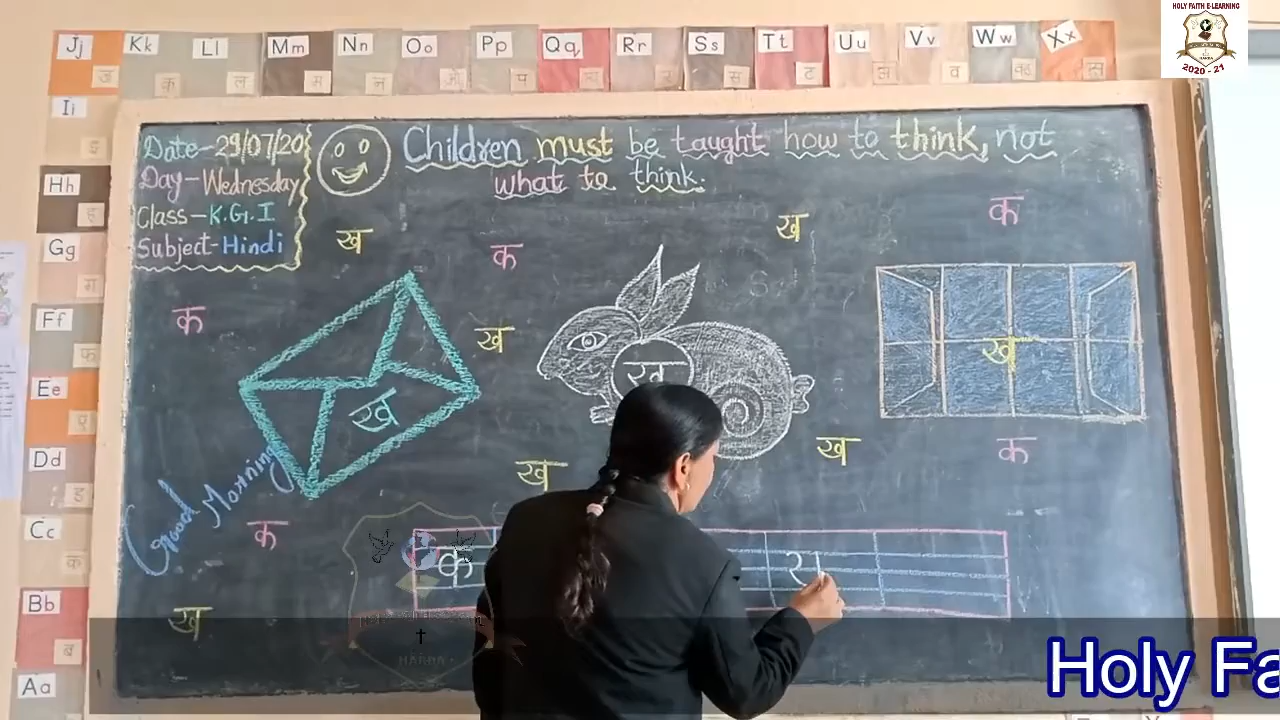 HOLY FAITH E-LEARNING
HARDA
2020 - 21
Jj
Kk
Ll
Mm
Nn
Oo
Pp
Qq
Rr
Ss
Tt
Uu
Vv
Ww
Xx
ज
क
ल
म
प
स
ट
व
Ii
Hh
ह
Gg
ग
Ff
फ
Ee
Dd
ड
Cc
क
Bb
ब
Aa
Date-29/07/20
Day-Wednesday
Class-K.G.I
Subject-Hindi
Children must be taught how to think, not
what to think.
ख
क
ख
क
क
ख
ख
ख
ख
ख
ख
क
क
ख
Good Morning
क
HARDA
Holy Fa